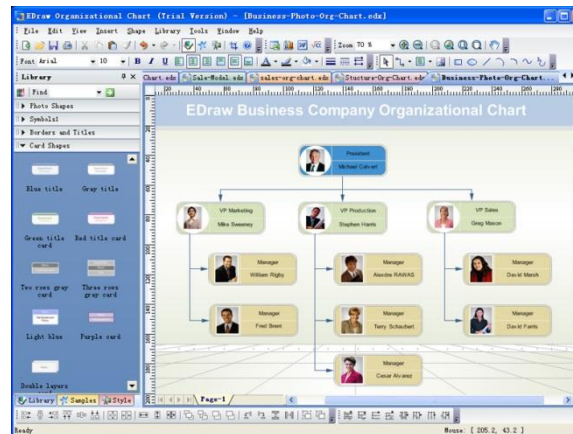 EDraw Organizational Chart (Trial Version) - [Business-Photo-Org-Chart.edx]
File Edit View Insert Shape Library Tools Window Help
Zoom 70 %
Font Arial 10 B I U
Library
Chart.edx Sale-Model.edx sales-org-chart.edx Stucture-Org-Chart.edx Business-Photo-Org-Chart...
Find
Photo Shapes
Symbols1
Borders and Titles
Card Shapes
Blue title
Gray title
Green title card
Red title card
Two rows gray card
Three rows gray card
Light blue
Purple card
Double layers
EDraw Business Company Organizational Chart
President
Michael Calvert
VP Marketing
Mike Sweeney
VP Production
Stephen Harris
VP Sales
Greg Mason
Manager
William Rigby
Manager
Manager
David Marsh
Manager
Fred Brent
Manager
Terry Schaubert
Manager
Manager
Cesar Alvarez
Library Samples Style
Page-1
Ready
Mouse: [ 205.2, 43.2 ]